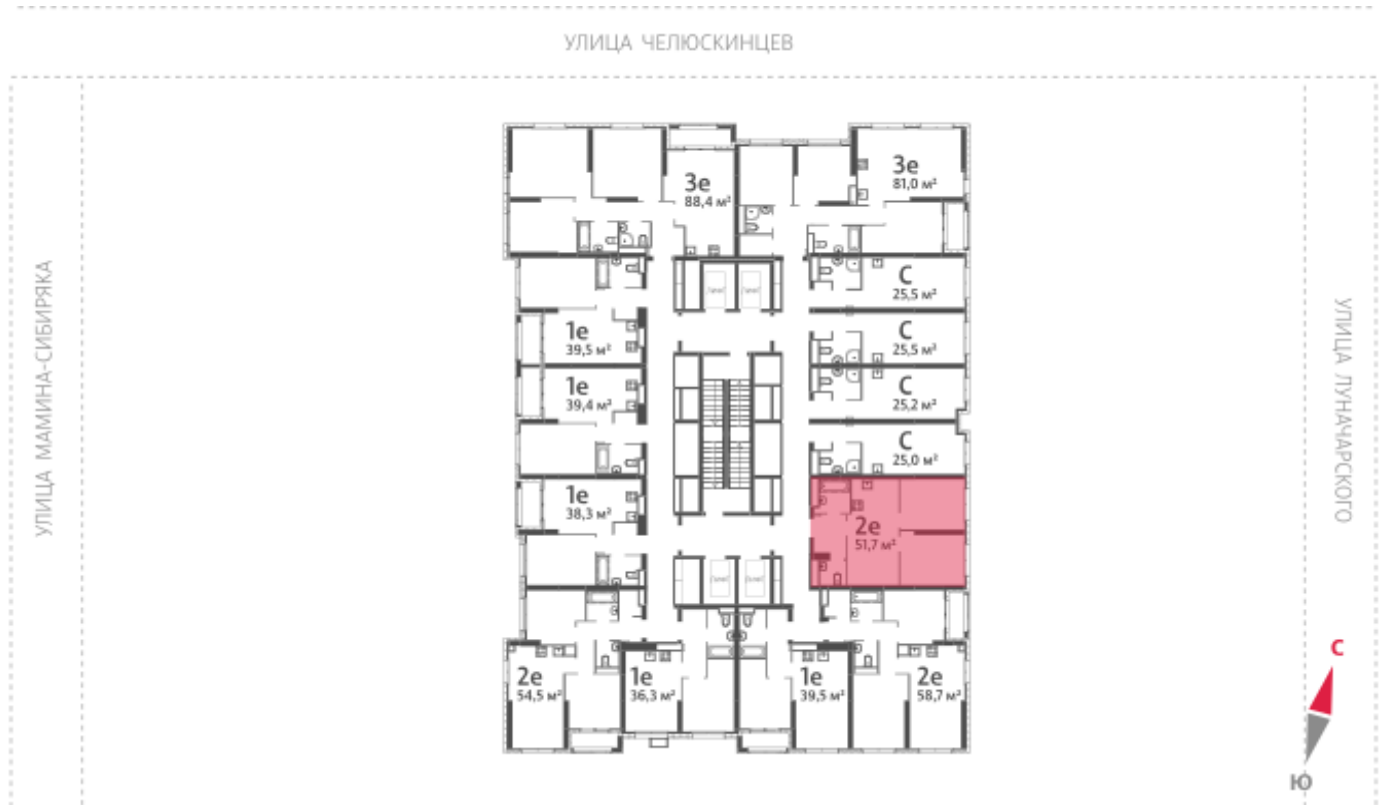 УЛИЦА ЧЕЛЮСКИНЦЕВ
УЛИЦА МАМИНА-СИБИРЯКА
УЛИЦА ЛУНАЧАРСКОГО
3е
88,4 м²
3е
81,0 м²
С
25,5 м²
1е
39,5 м²
С
25,5 м²
1е
39,4 м²
С
25,2 м²
С
25,0 м²
1е
38,3 м²
2е
51,7 м²
2е
54,5 м²
1е
36,3 м²
1е
39,5 м²
2е
58,7 м²
С
Ю